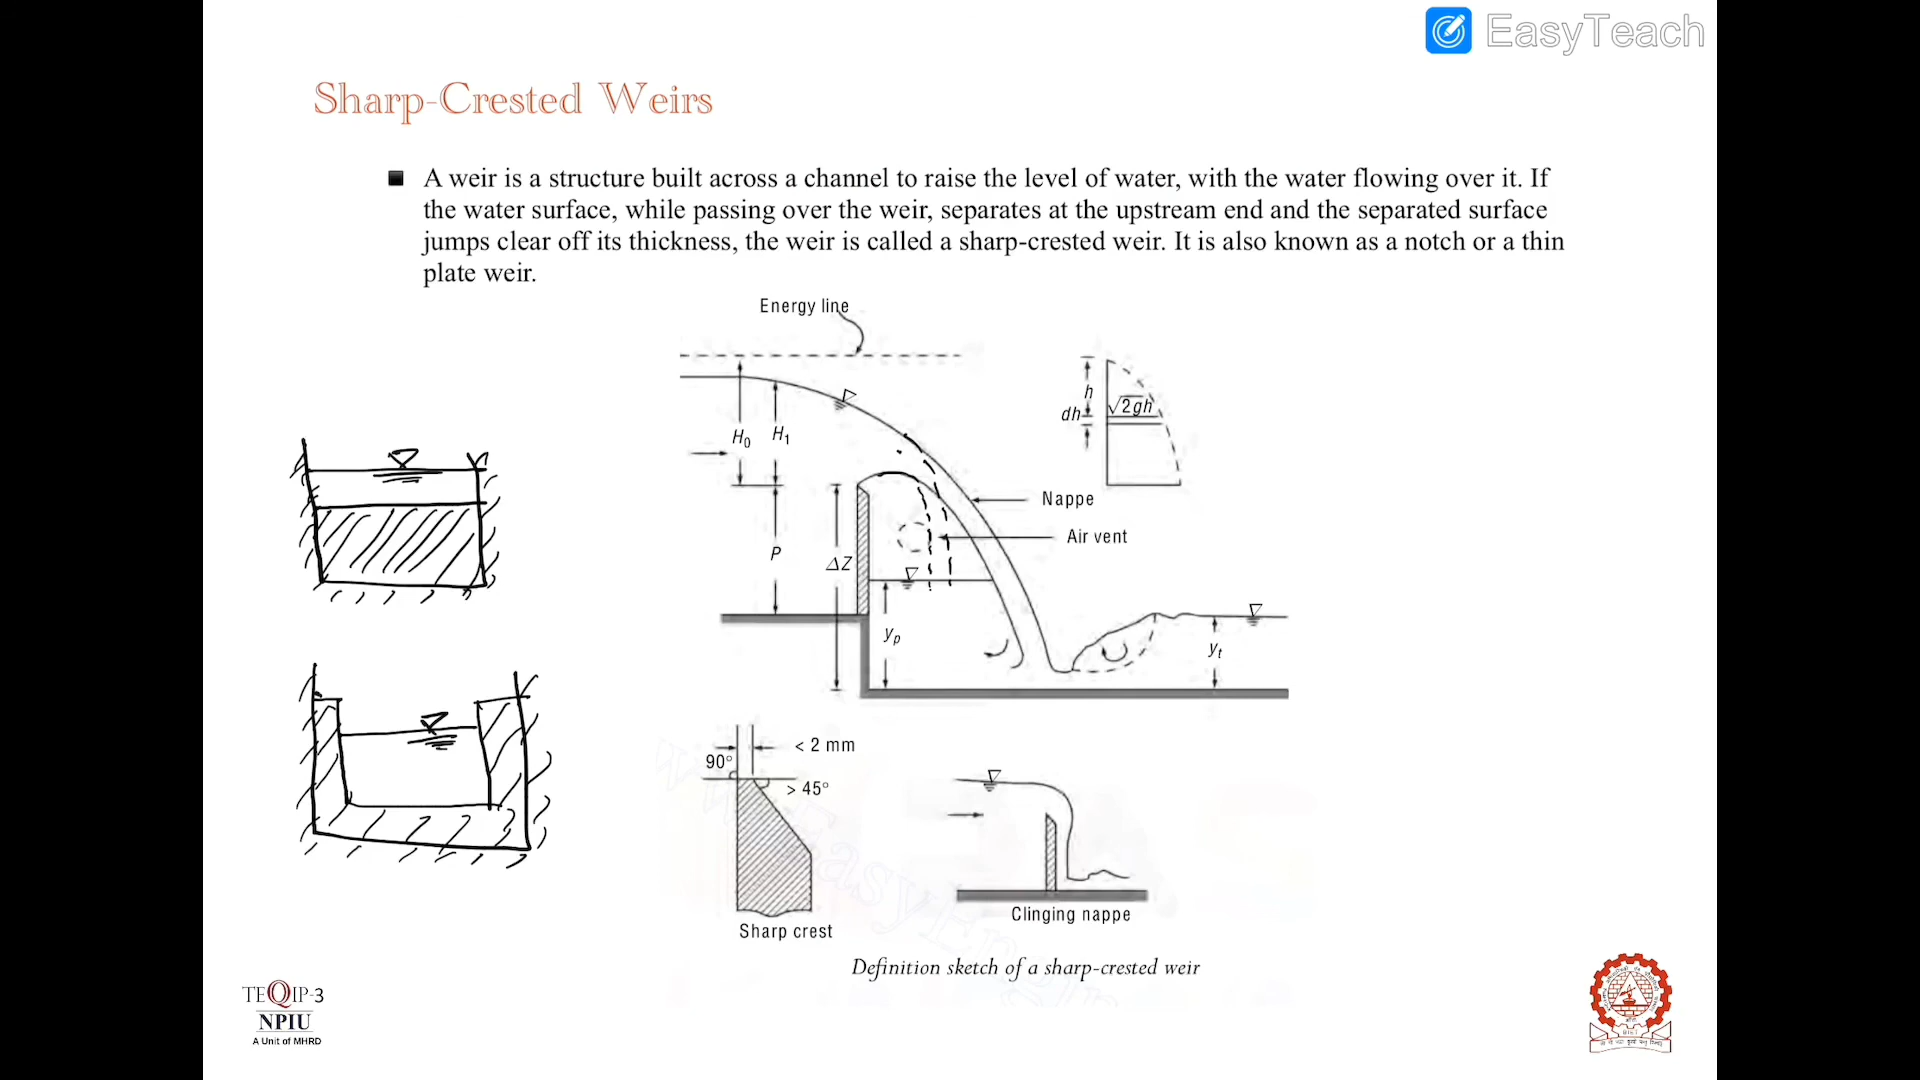 EasyTeach
Sharp-Crested Weirs
A weir is a structure built across a channel to raise the level of water, with the water flowing over it. If
the water surface, while passing over the weir, separates at the upstream end and the separated surface
jumps clear off its thickness, the weir is called a sharp-crested weir. It is also known as a notch or a thin
plate weir.
Energy line
h
dh
√2gh
H₀
H₁
Nappe
Air vent
P
ΔZ
yₚ
yₜ
< 2 mm
90°
> 45°
Sharp crest
Clinging nappe
Definition sketch of a sharp-crested weir
TEQIP-3
NPIU
A Unit of MHRD